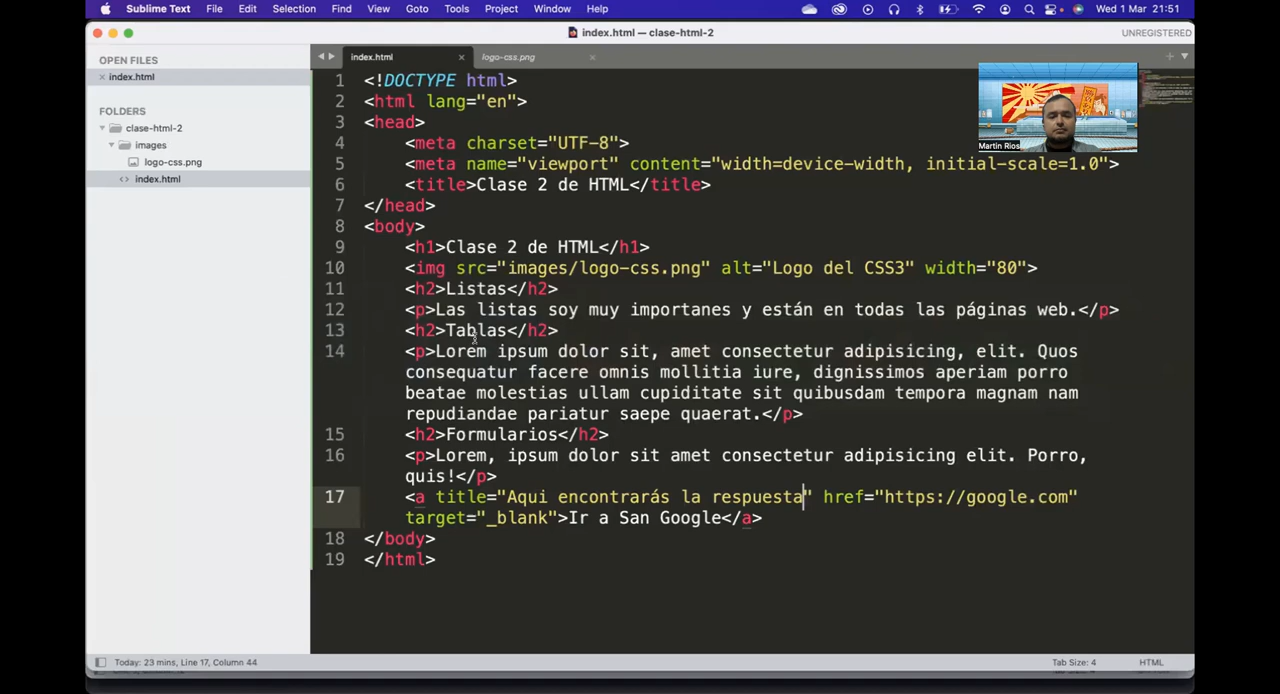 Sublime Text File Edit Selection Find View Goto Tools Project Window Help Wed 1 Mar 21:51
index.html — clase-html-2 UNREGISTERED
OPEN FILES
index.html
FOLDERS
clase-html-2
images
logo-css.png
index.html
index.html logo-css.png
1 <!DOCTYPE html>
2 <html lang="en">
3 <head>
4 <meta charset="UTF-8">
5 <meta name="viewport" content="width=device-width, initial-scale=1.0">
6 <title>Clase 2 de HTML</title>
7 </head>
8 <body>
9 <h1>Clase 2 de HTML</h1>
10 <img src="images/logo-css.png" alt="Logo del CSS3" width="80">
11 <h2>Listas</h2>
12 <p>Las listas soy muy importanes y están en todas las páginas web.</p>
13 <h2>Tablas</h2>
14 <p>Lorem ipsum dolor sit, amet consectetur adipisicing, elit. Quos
consequatur facere omnis mollitia iure, dignissimos aperiam porro
beatae molestias ullam cupiditate sit quibusdam tempora magnam nam
repudiandae pariatur saepe quaerat.</p>
15 <h2>Formularios</h2>
16 <p>Lorem, ipsum dolor sit amet consectetur adipisicing elit. Porro,
quis!</p>
17 <a title="Aqui encontrarás la respuesta" href="https://google.com"
target="_blank">Ir a San Google</a>
18 </body>
19 </html>
Martin Rios
Today: 23 mins, Line 17, Column 44 Tab Size: 4 HTML